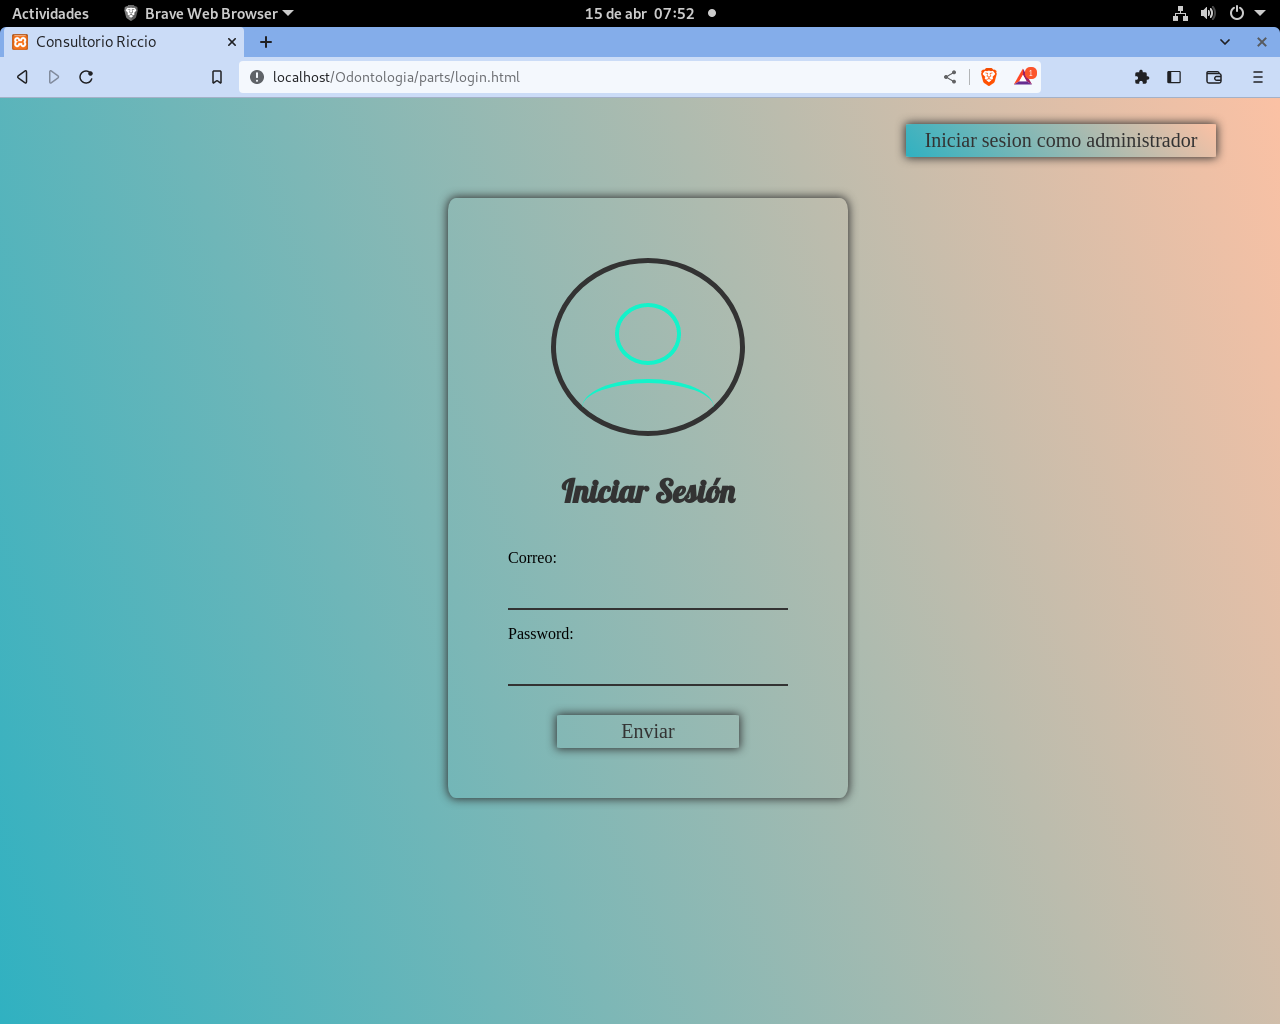 Actividades Brave Web Browser 15 de abr 07:52
Consultorio Riccio
localhost/Odontologia/parts/login.html 1
Iniciar sesion como administrador
Iniciar Sesión
Correo:
Password:
Enviar